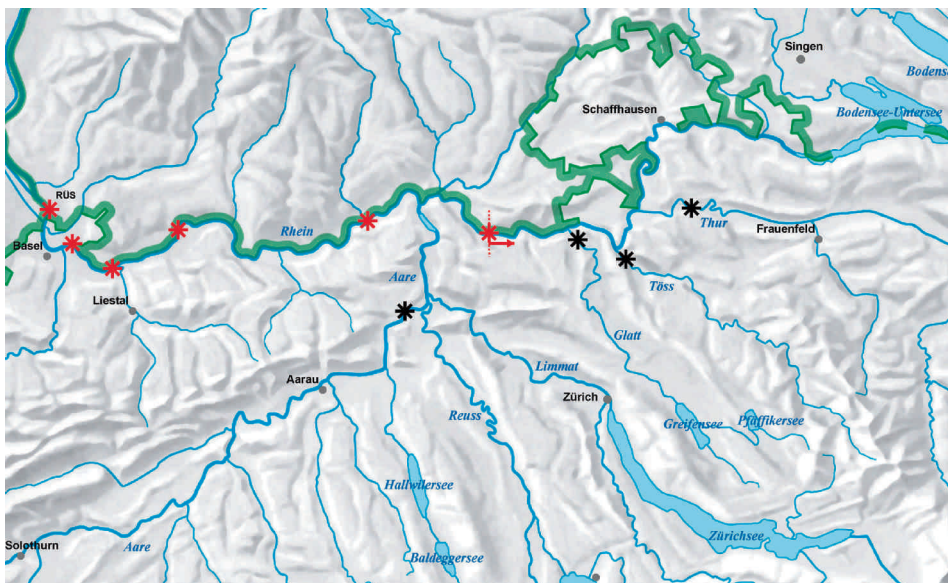 Singen
Bodens
Schaffhausen
Bodensee-Untersee
RÜS
Thur
Rhein
Frauenfeld
Basel
Aare
Töss
Liestal
Glatt
Limmat
Aarau
Zürich
Reuss
Greifensee
Pfäffikersee
Hallwilersee
Zürichsee
Solothurn
Aare
Baldeggersee